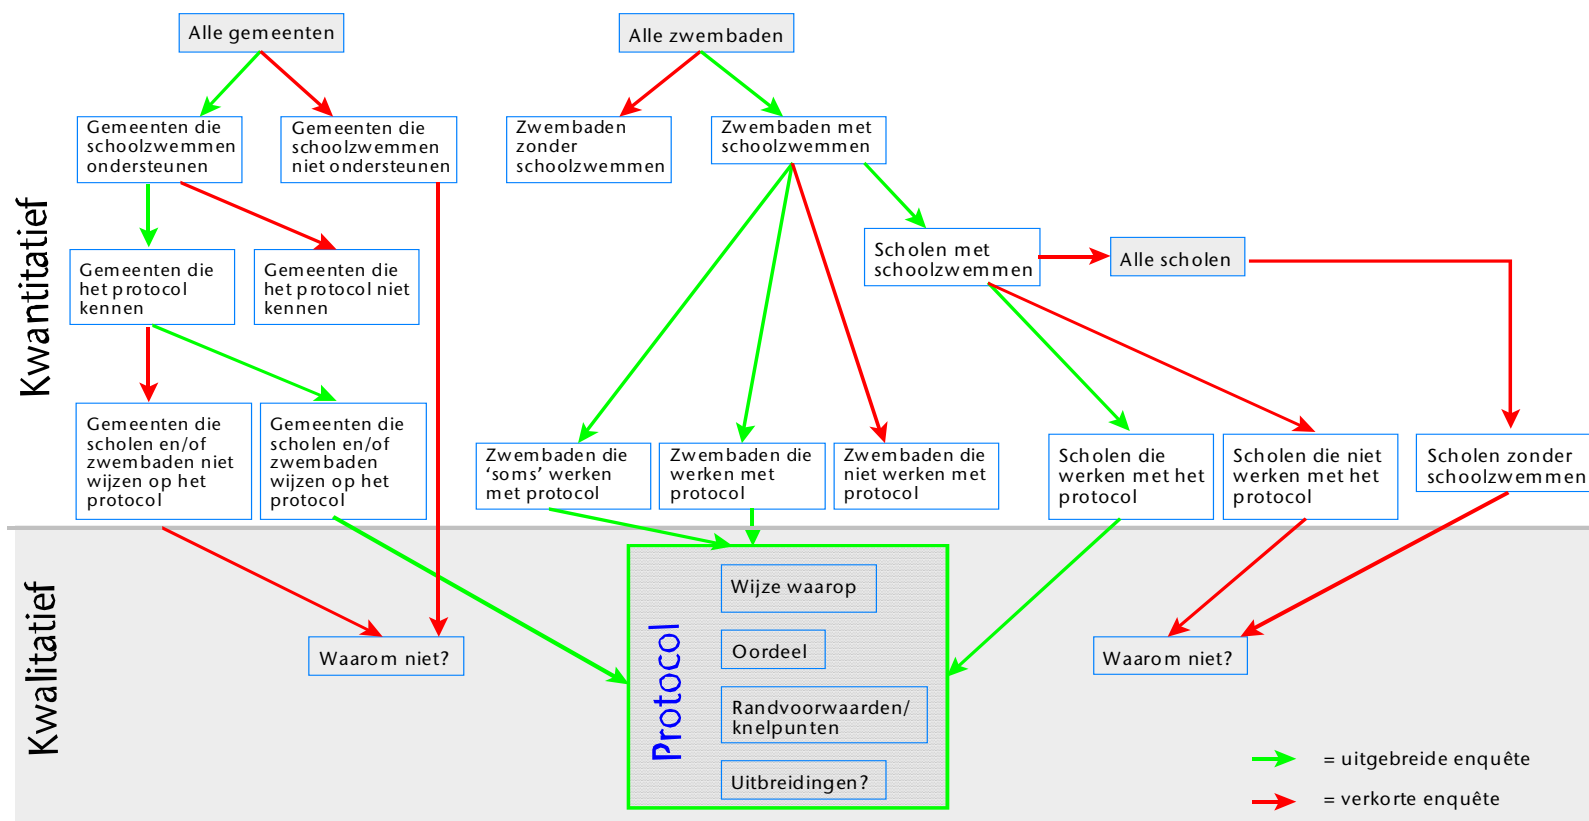 Alle gemeenten
Alle zwembaden
Gemeenten die
schoolzwemmen
ondersteunen
Gemeenten die
schoolzwemmen
niet ondersteunen
Zwembaden
zonder
schoolzwemmen
Zwembaden met
schoolzwemmen
Kwantitatief
Gemeenten die
het protocol
kennen
Gemeenten die
het protocol niet
kennen
Scholen met
schoolzwemmen
Alle scholen
Gemeenten die
scholen en/of
zwembaden niet
wijzen op het
protocol
Gemeenten die
scholen en/of
zwembaden
wijzen op het
protocol
Zwembaden die
‘soms’ werken
met protocol
Zwembaden die
werken met
protocol
Zwembaden die
niet werken met
protocol
Scholen die
werken met het
protocol
Scholen die niet
werken met het
protocol
Scholen zonder
schoolzwemmen
Kwalitatief
Waarom niet?
Protocol
Wijze waarop
Oordeel
Randvoorwaarden/
knelpunten
Uitbreidingen?
Waarom niet?
= uitgebreide enquête
= verkorte enquête